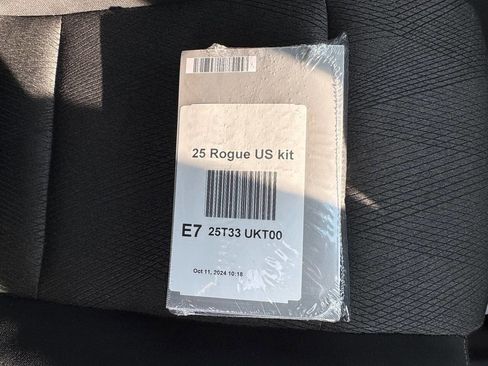 25 Rogue US kit
E7 25T33 UKT00
Oct 11, 2024 10:18